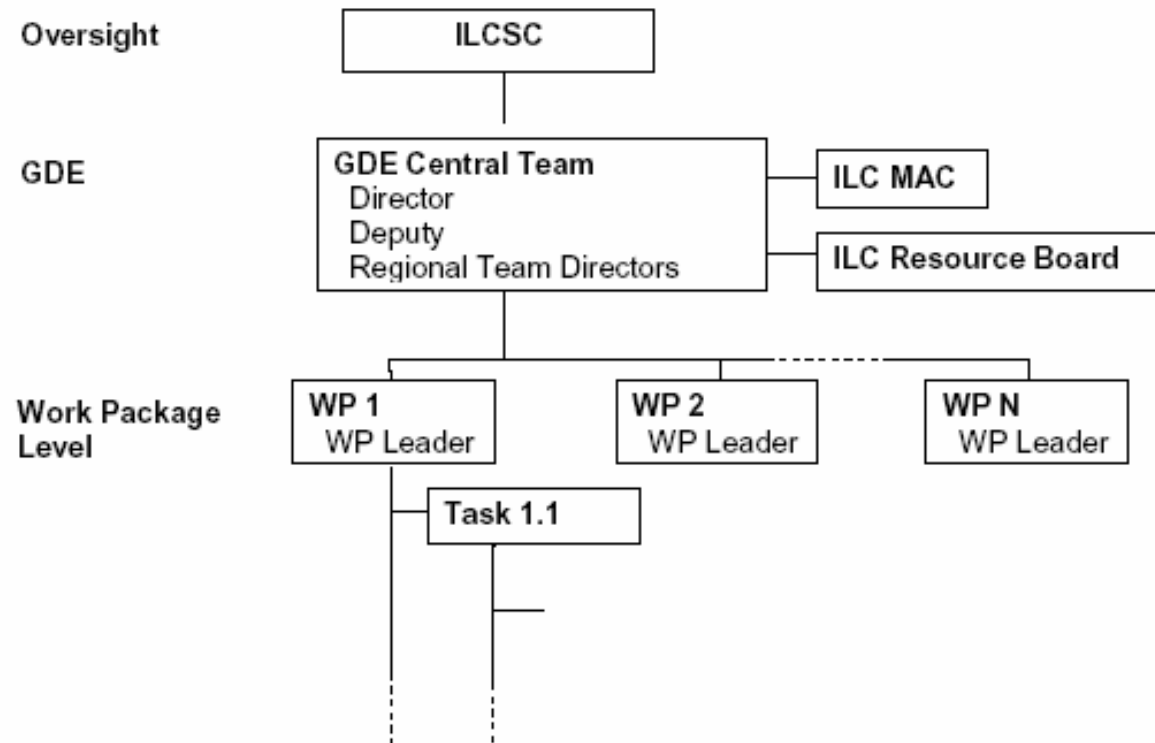 Oversight
ILCSC
GDE
GDE Central Team
Director
Deputy
Regional Team Directors
ILC MAC
ILC Resource Board
Work Package
Level
WP 1
WP Leader
WP 2
WP Leader
WP N
WP Leader
Task 1.1